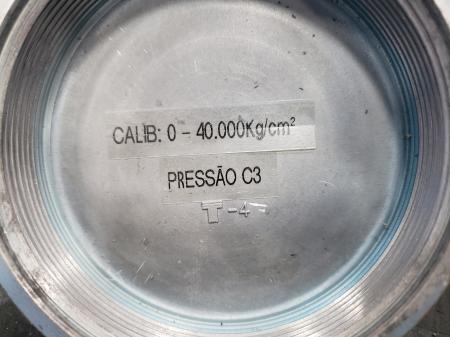 CALIB: 0 - 40.000Kg/cm²
PRESSÃO C3
T-4